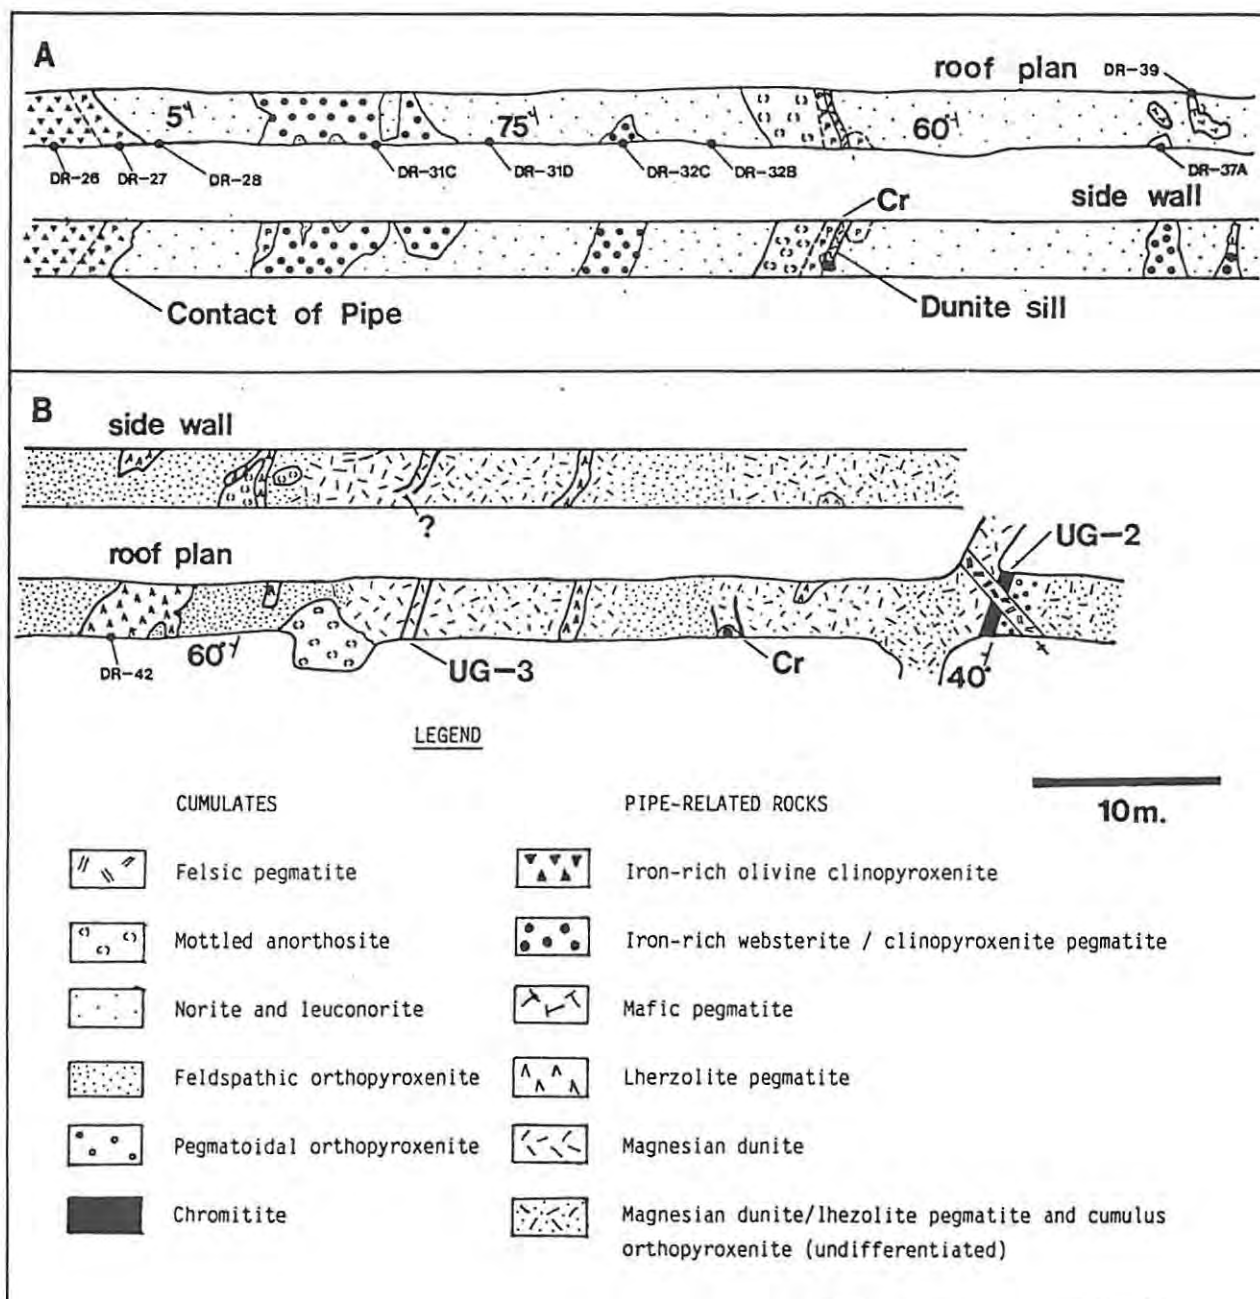 A
roof plan DR-39
5°
75°
60°
DR-26 DR-27 DR-28 DR-31C DR-31D DR-32C DR-32B DR-37A
Cr
side wall
Contact of Pipe
Dunite sill
B
side wall
?
roof plan
UG-2
DR-42
60°
UG-3
Cr
40°
LEGEND
10m.
CUMULATES
PIPE-RELATED ROCKS
Felsic pegmatite
Iron-rich olivine clinopyroxenite
Mottled anorthosite
Iron-rich websterite / clinopyroxenite pegmatite
Norite and leuconorite
Mafic pegmatite
Feldspathic orthopyroxenite
Lherzolite pegmatite
Pegmatoidal orthopyroxenite
Magnesian dunite
Chromitite
Magnesian dunite/lhezolite pegmatite and cumulus
orthopyroxenite (undifferentiated)